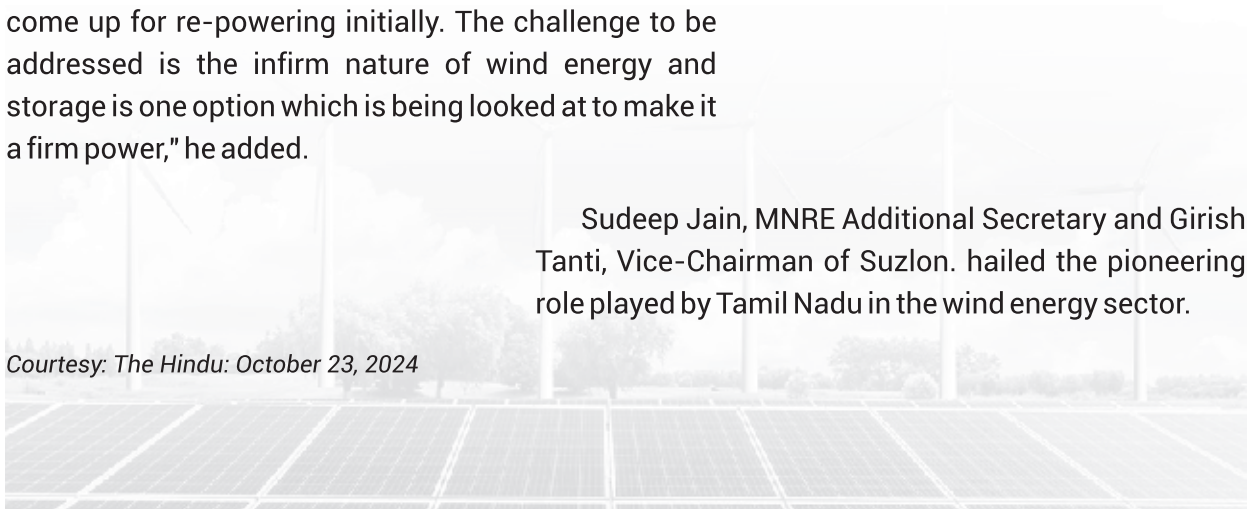 come up for re-powering initially. The challenge to be
addressed is the infirm nature of wind energy and
storage is one option which is being looked at to make it
a firm power," he added.
Sudeep Jain, MNRE Additional Secretary and Girish
Tanti, Vice-Chairman of Suzlon. hailed the pioneering
role played by Tamil Nadu in the wind energy sector.
Courtesy: The Hindu: October 23, 2024